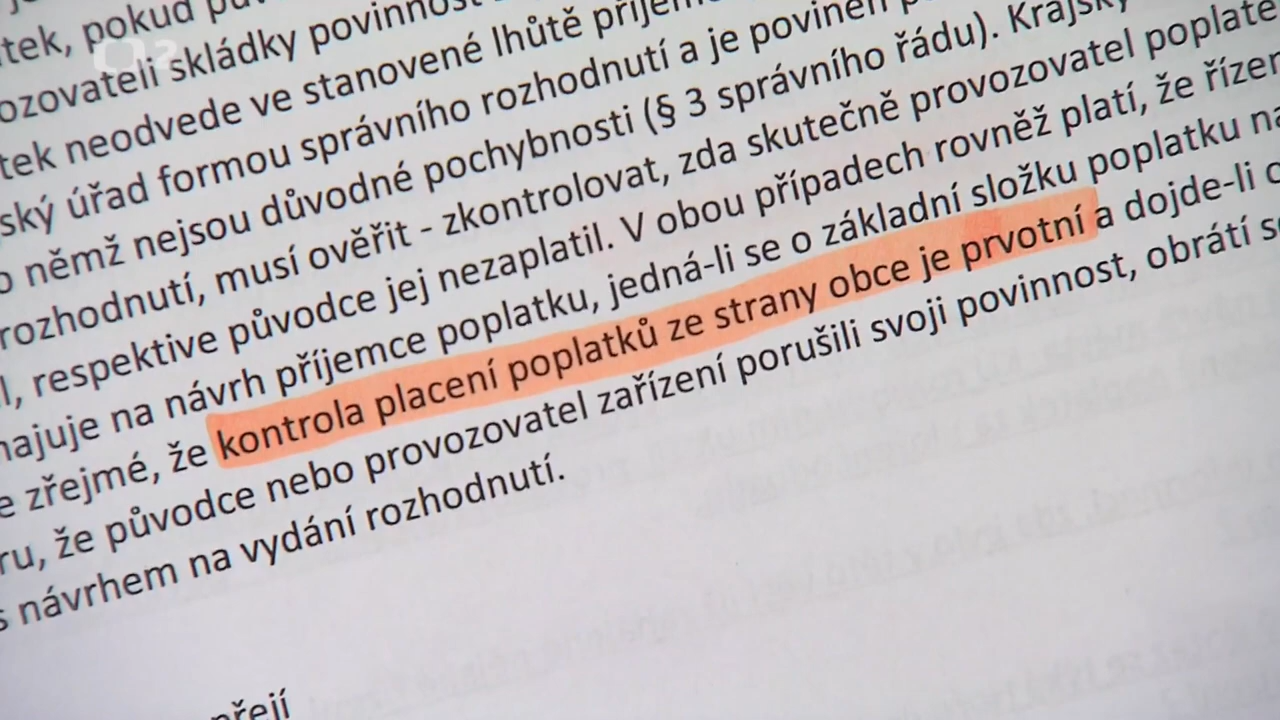 tek, pokud
ozovateli skládky povinnost
tek neodvede ve stanovené lhůtě příjem
ský úřad formou správního rozhodnutí a je povinen
o němž nejsou důvodné pochybnosti (§ 3 správního řádu). Krajský
rozhodnutí, musí ověřit - zkontrolovat, zda skutečně provozovatel poplate
l, respektive původce jej nezaplatil. V obou případech rovněž platí, že řízen
najuje na návrh příjemce poplatku, jedná-li se o základní složku poplatku na
e zřejmé, že kontrola placení poplatků ze strany obce je prvotní a dojde-li
ru, že původce nebo provozovatel zařízení porušili svoji povinnost, obrátí se
s návrhem na vydání rozhodnutí.
přejí
2